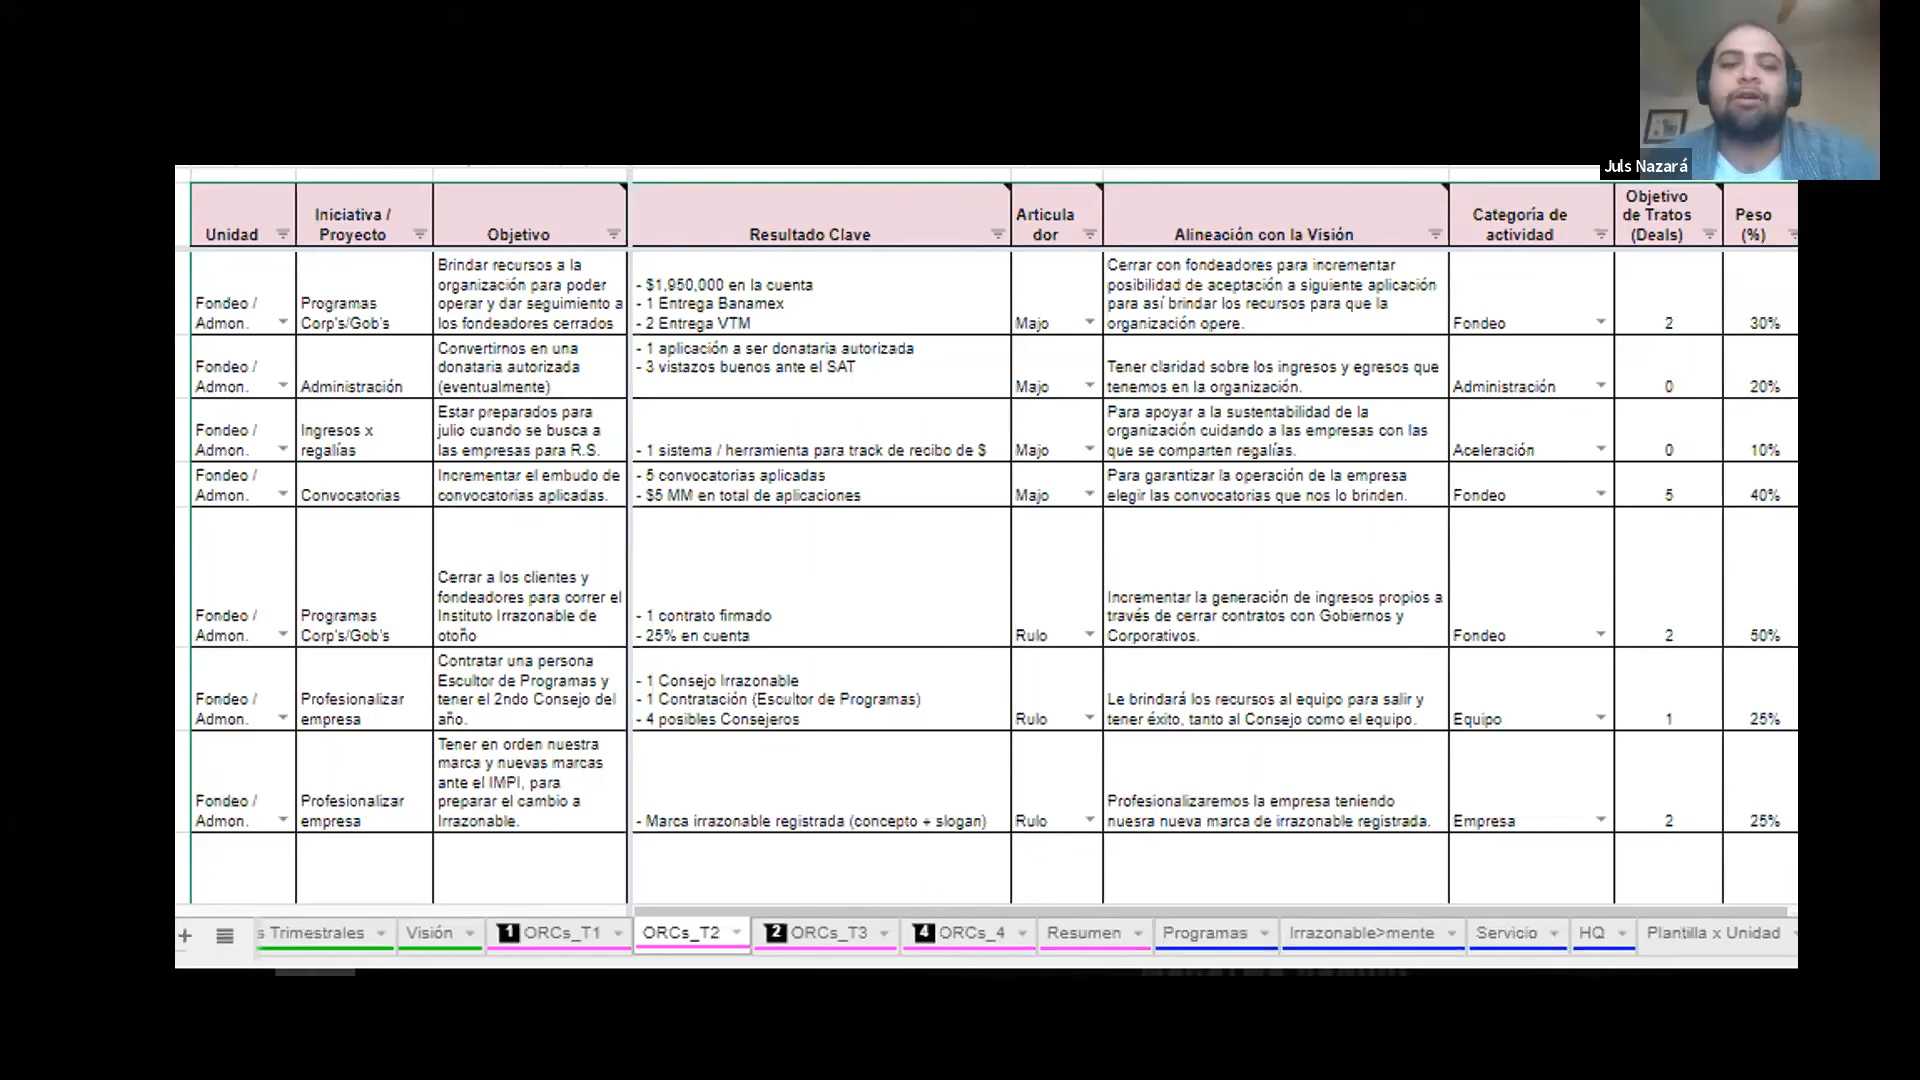 Juls Nazará
Unidad
Iniciativa /
Proyecto
Objetivo
Resultado Clave
Articula
dor
Alineación con la Visión
Categoría de
actividad
Objetivo
de Tratos
(Deals)
Peso
(%)
Fondeo /
Admon.
Programas
Corp's/Gob's
Brindar recursos a la
organización para poder
operar y dar seguimiento a
los fondeadores cerrados
- $1,950,000 en la cuenta
- 1 Entrega Banamex
- 2 Entrega VTM
Majo
Cerrar con fondeadores para incrementar
posibilidad de aceptación a siguiente aplicación
para así brindar los recursos para que la
organización opere.
Fondeo
2
30%
Fondeo /
Admon.
Administración
Convertirnos en una
donataria autorizada
(eventualmente)
- 1 aplicación a ser donataria autorizada
- 3 vistazos buenos ante el SAT
Majo
Tener claridad sobre los ingresos y egresos que
tenemos en la organización.
Administración
0
20%
Fondeo /
Admon.
Ingresos x
regalías
Estar preparados para
julio cuando se busca a
las empresas para R.S.
- 1 sistema / herramienta para track de recibo de $
Majo
Para apoyar a la sustentabilidad de la
organización cuidando a las empresas con las
que se comparten regalías.
Aceleración
0
10%
Fondeo /
Admon.
Convocatorias
Incrementar el embudo de
convocatorias aplicadas.
- 5 convocatorias aplicadas
- $5 MM en total de aplicaciones
Majo
Para garantizar la operación de la empresa
elegir las convocatorias que nos lo brinden.
Fondeo
5
40%
Fondeo /
Admon.
Programas
Corp's/Gob's
Cerrar a los clientes y
fondeadores para correr el
Instituto Irrazonable de
otoño
- 1 contrato firmado
- 25% en cuenta
Rulo
Incrementar la generación de ingresos propios a
través de cerrar contratos con Gobiernos y
Corporativos.
Fondeo
2
50%
Fondeo /
Admon.
Profesionalizar
empresa
Contratar una persona
Escultor de Programas y
tener el 2ndo Consejo del
año.
- 1 Consejo Irrazonable
- 1 Contratación (Escultor de Programas)
- 4 posibles Consejeros
Rulo
Le brindará los recursos al equipo para salir y
tener éxito, tanto al Consejo como el equipo.
Equipo
1
25%
Fondeo /
Admon.
Profesionalizar
empresa
Tener en orden nuestra
marca y nuevas marcas
ante el IMPI, para
preparar el cambio a
Irrazonable.
- Marca irrazonable registrada (concepto + slogan)
Rulo
Profesionalizaremos la empresa teniendo
nuesra nueva marca de irrazonable registrada.
Empresa
2
25%
+
s Trimestrales
Visión
1 ORCs_T1
ORCs_T2
2 ORCs_T3
4 ORCs_4
Resumen
Programas
Irrazonable>mente
Servicio
HQ
Plantilla x Unidad